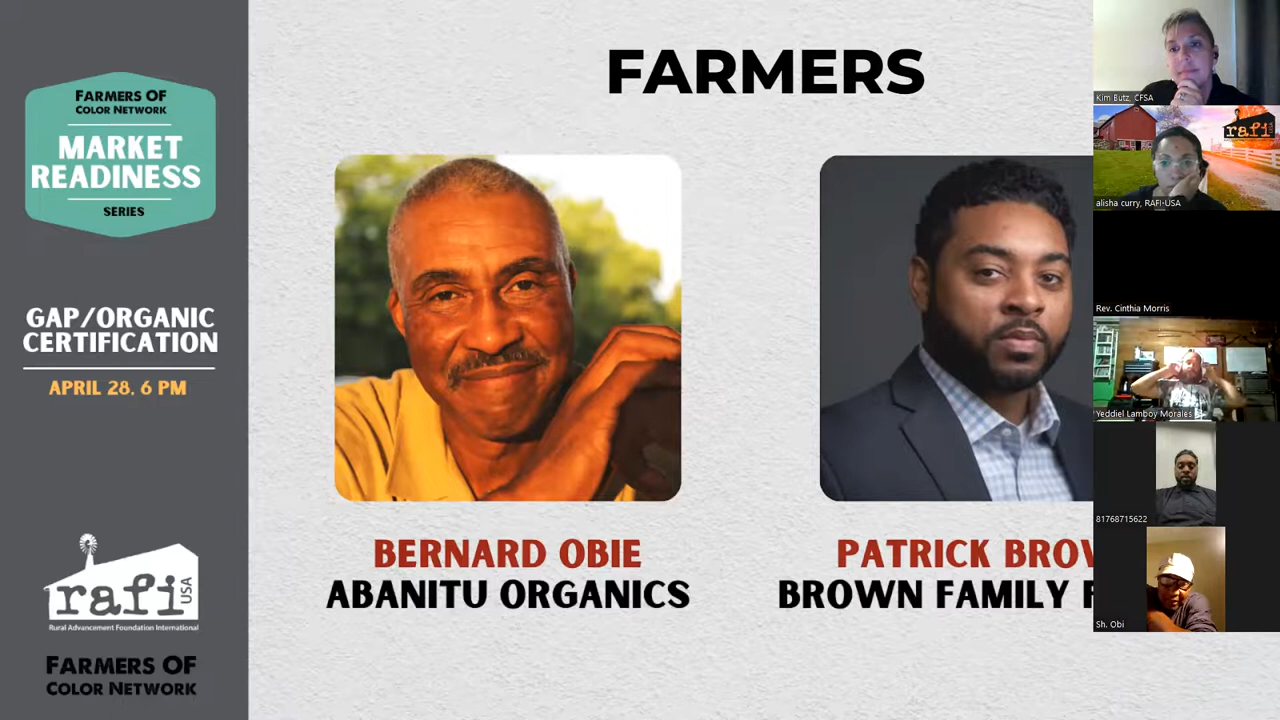 FARMERS OF
COLOR NETWORK
MARKET
READINESS
SERIES
GAP/ORGANIC
CERTIFICATION
APRIL 28. 6 PM
rafi
USA
Rural Advancement Foundation International
FARMERS OF
COLOR NETWORK
FARMERS
BERNARD OBIE
ABANITU ORGANICS
PATRICK
BROWN FAMILY
Kim Butz, CFSA
rafi
USA
alisha curry, RAFI-USA
Rev. Cinthia Morris
Yeddiel Lamboy Morales
81768715622
Sh. Obi